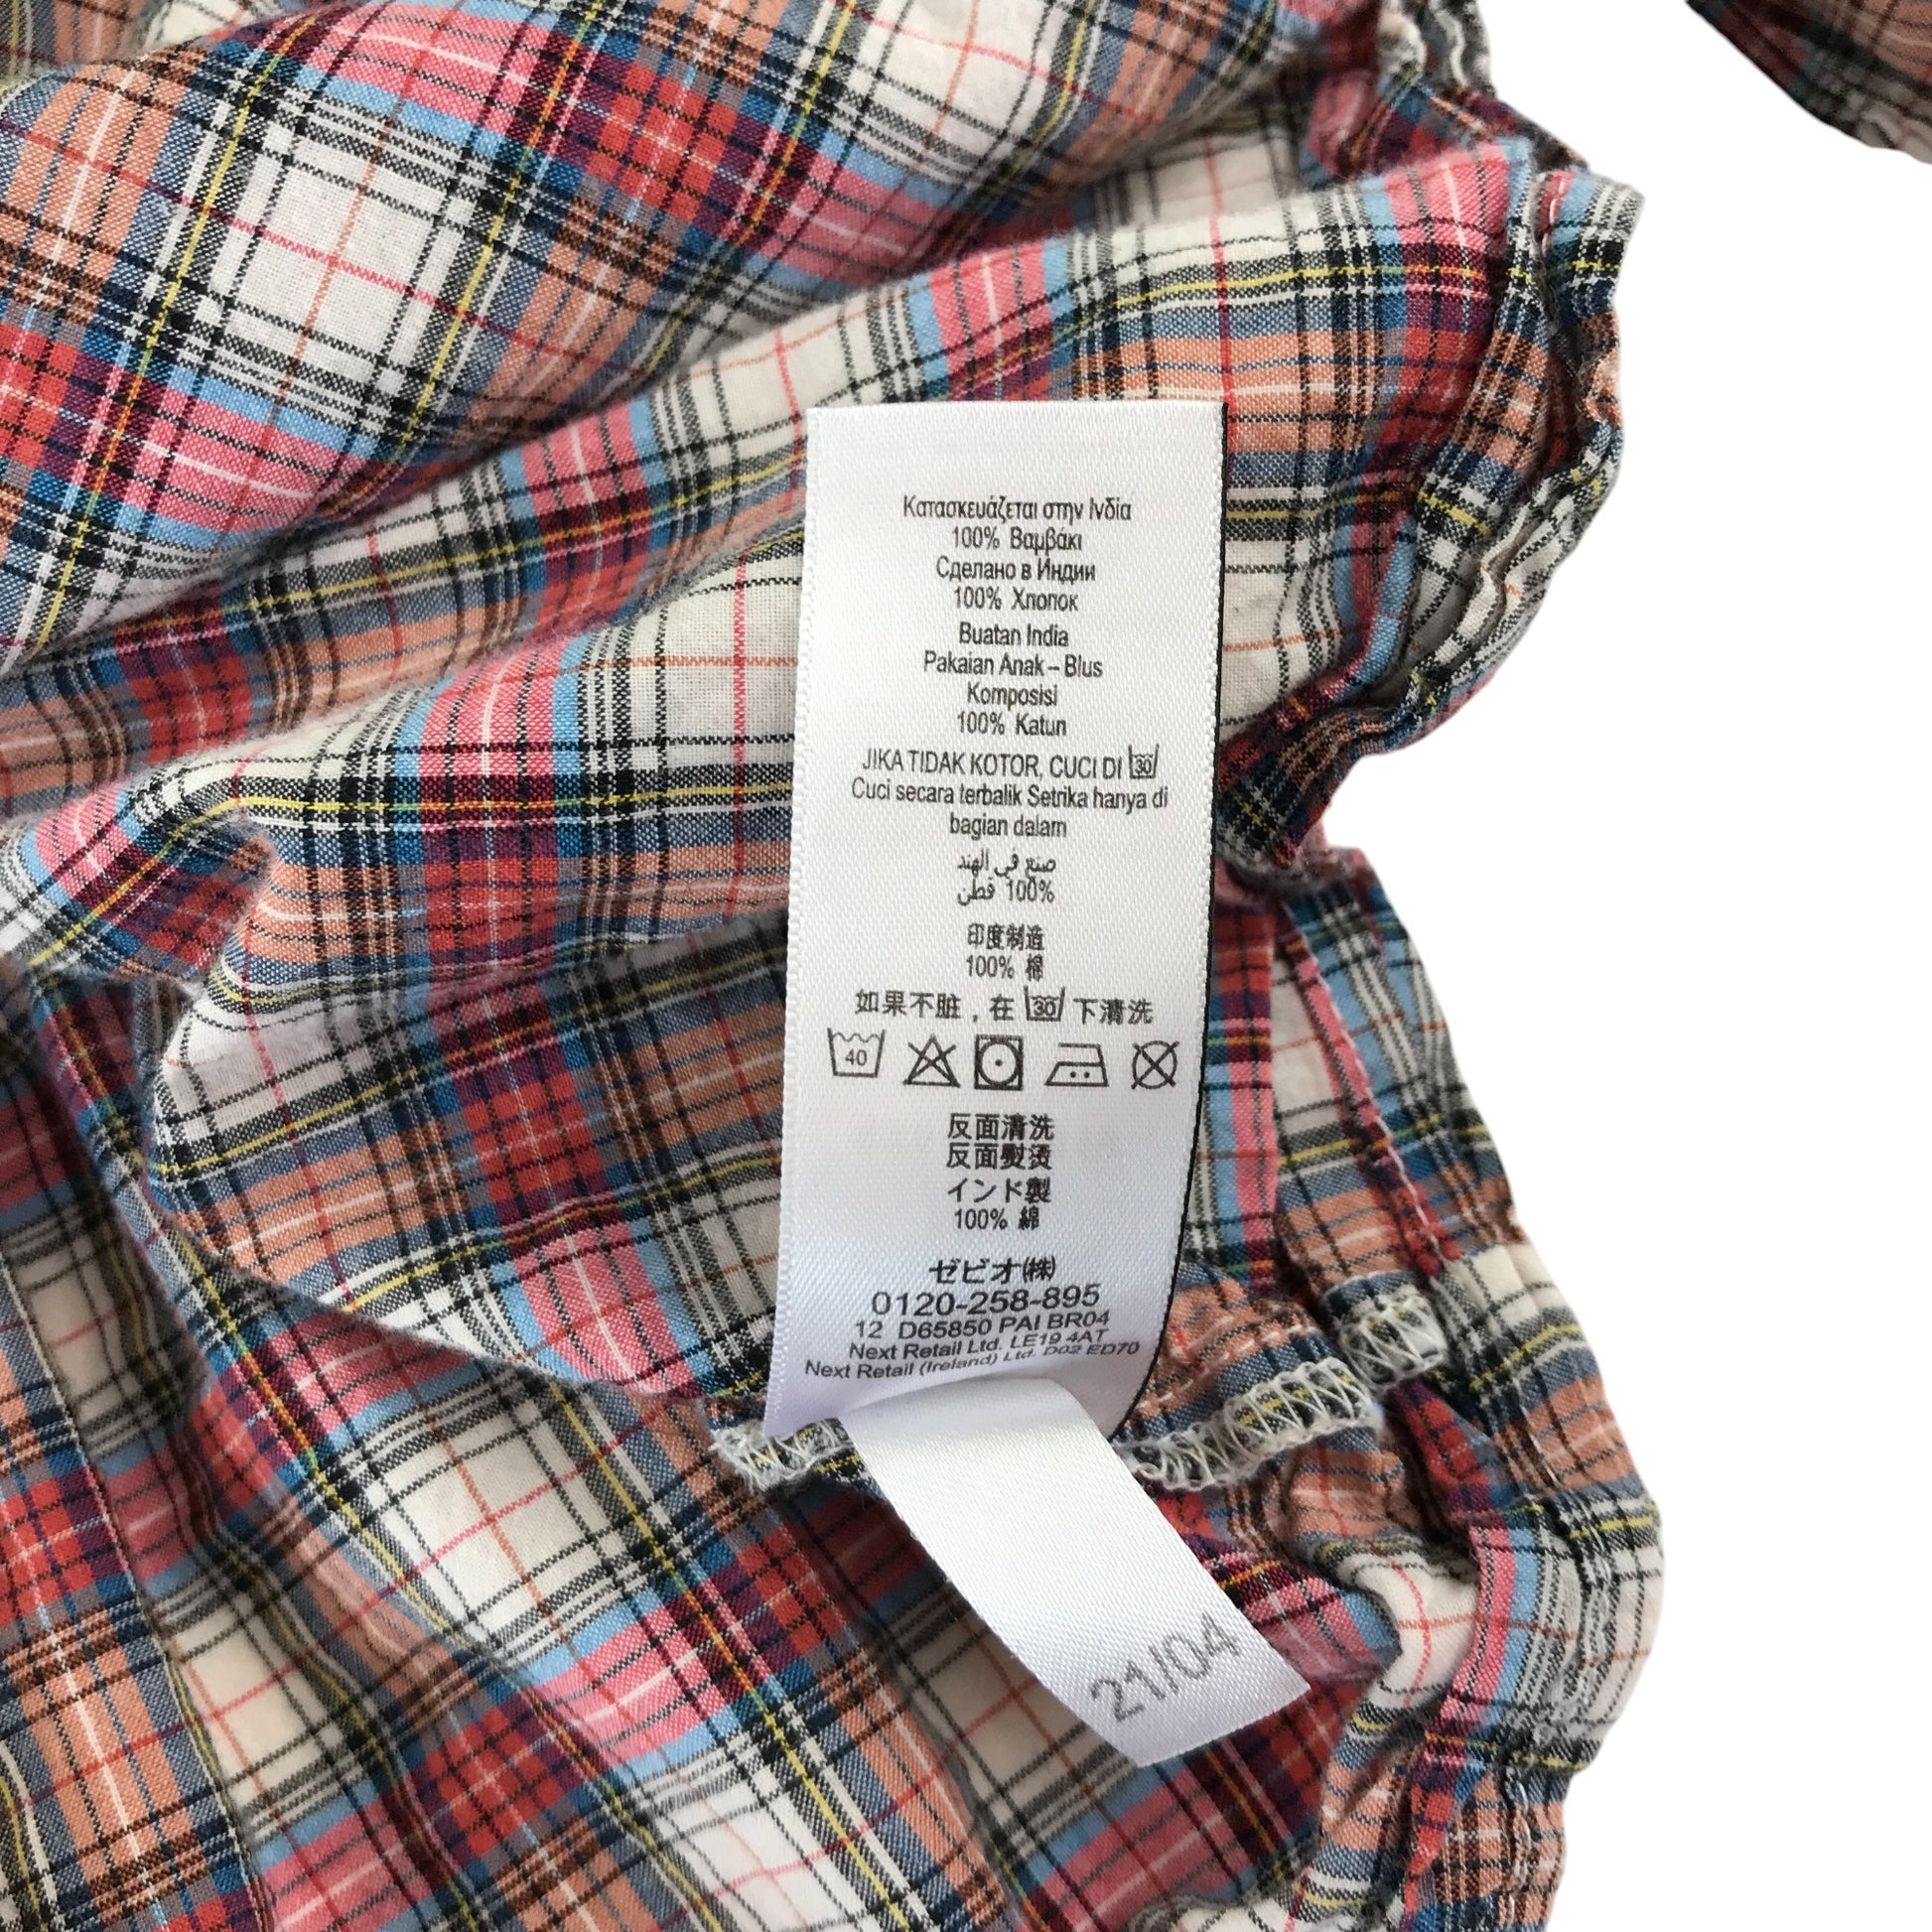 Κατασκευάζεται στην Ινδία
100% Βαμβάκι
Сделано в Индии
100% Хлопок
Buatan India
Pakaian Anak – Blus
Komposisi
100% Katun
JIKA TIDAK KOTOR, CUCI DI 30
Cuci secara terbalik Setrika hanya di
bagian dalam
صنع في الهند
100% قطن
印度制造
100% 棉
如果不脏，在 30 下清洗
40
反面清洗
反面熨烫
インド製
100% 綿
ゼビオ(株)
0120-258-895
12 D65850 PAI BR04
Next Retail Ltd. LE19 4AT
Next Retail (Ireland) Ltd. D02 ED70
21/04